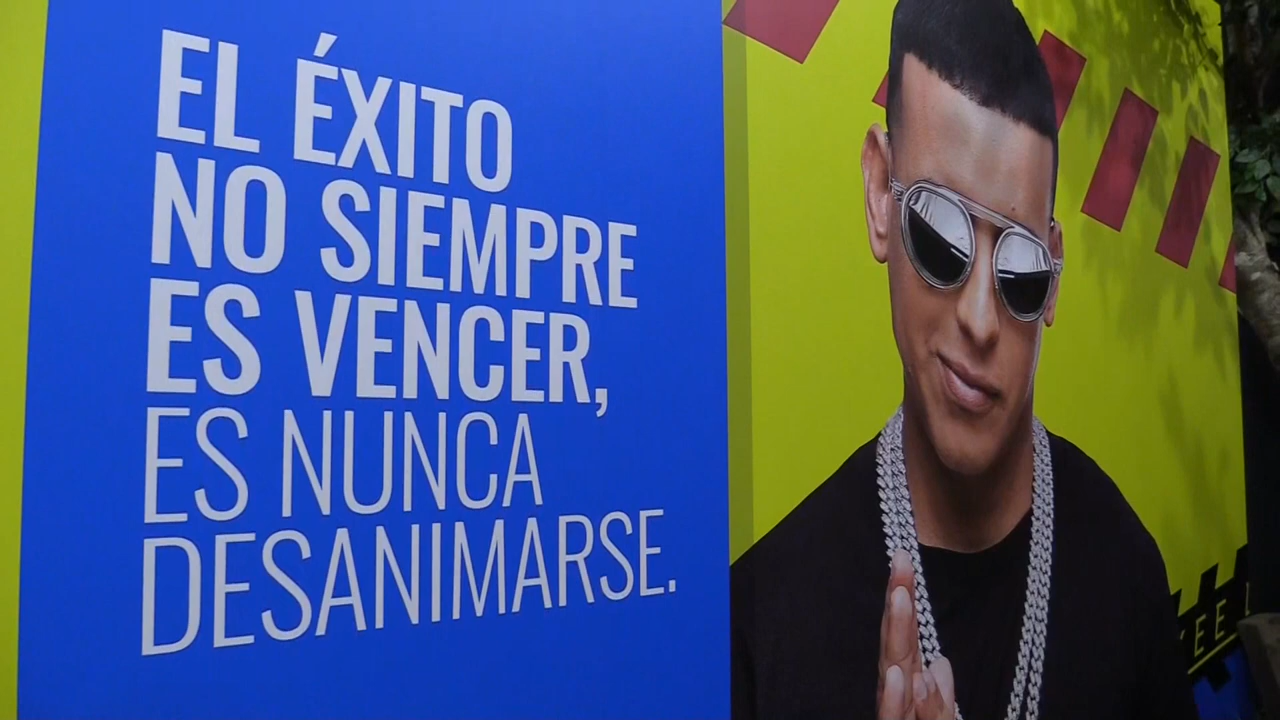 EL ÉXITO
NO SIEMPRE
ES VENCER,
ES NUNCA
DESANIMARSE.